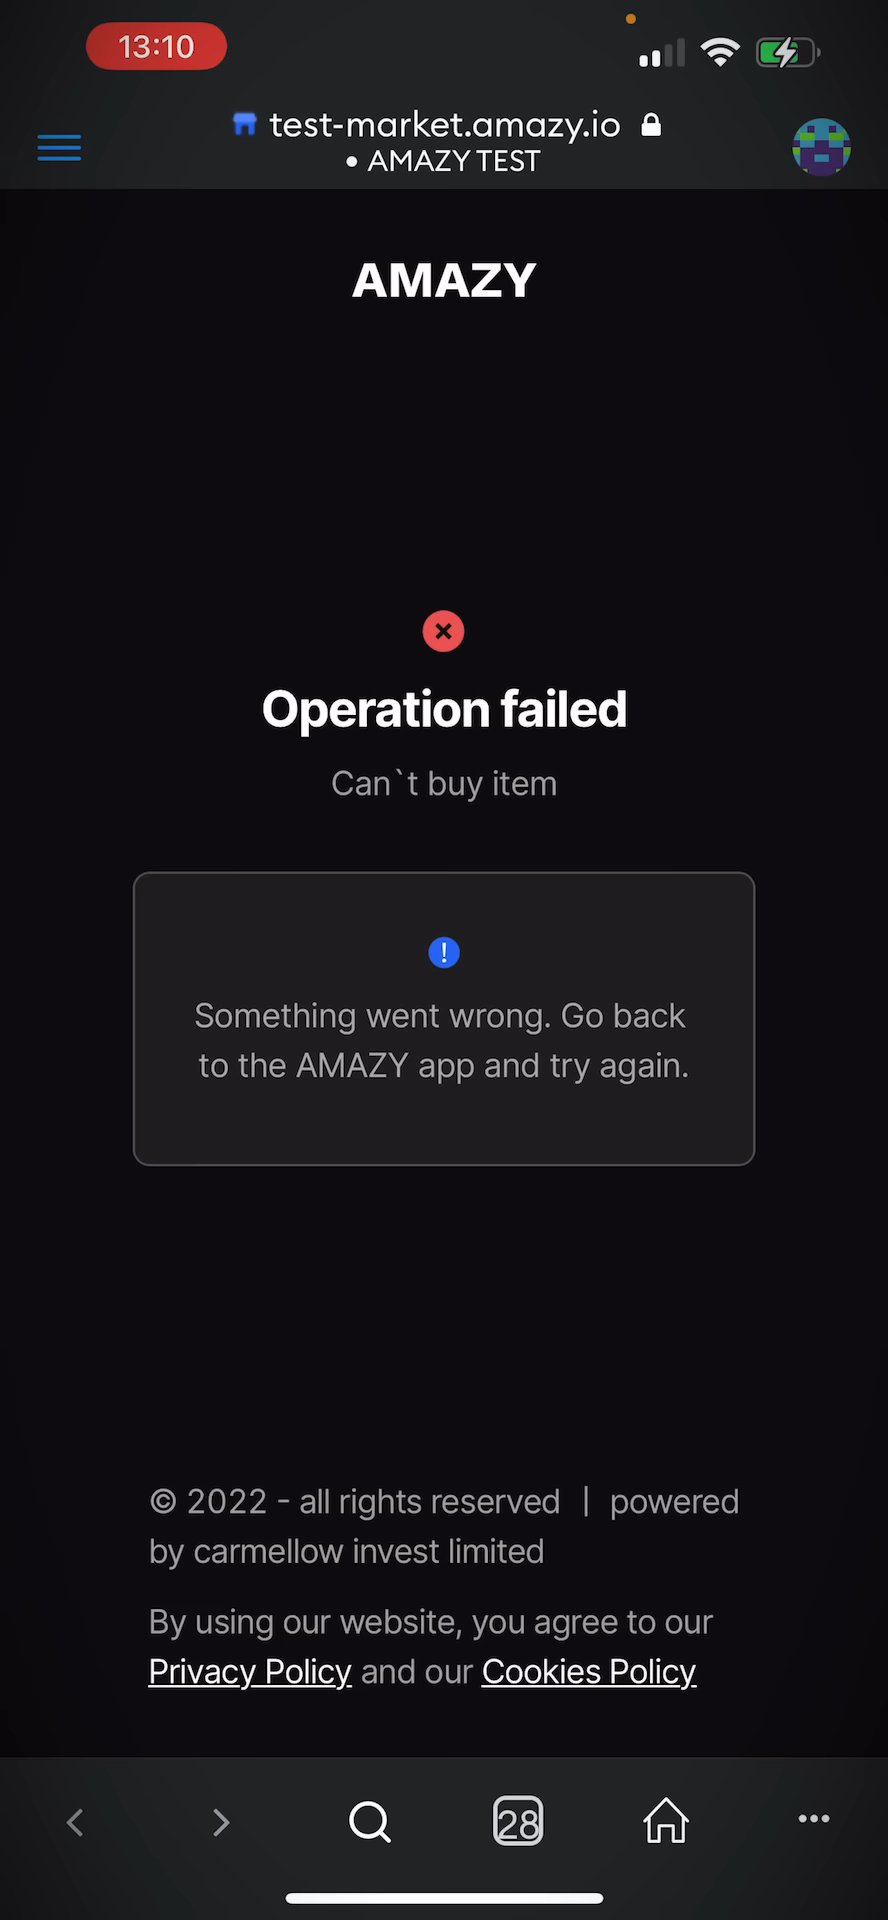 13:10
test-market.amazy.io
• AMAZY TEST
AMAZY
Operation failed
Can`t buy item
!
Something went wrong. Go back
to the AMAZY app and try again.
© 2022 - all rights reserved | powered
by carmellow invest limited
By using our website, you agree to our
Privacy Policy and our Cookies Policy
28